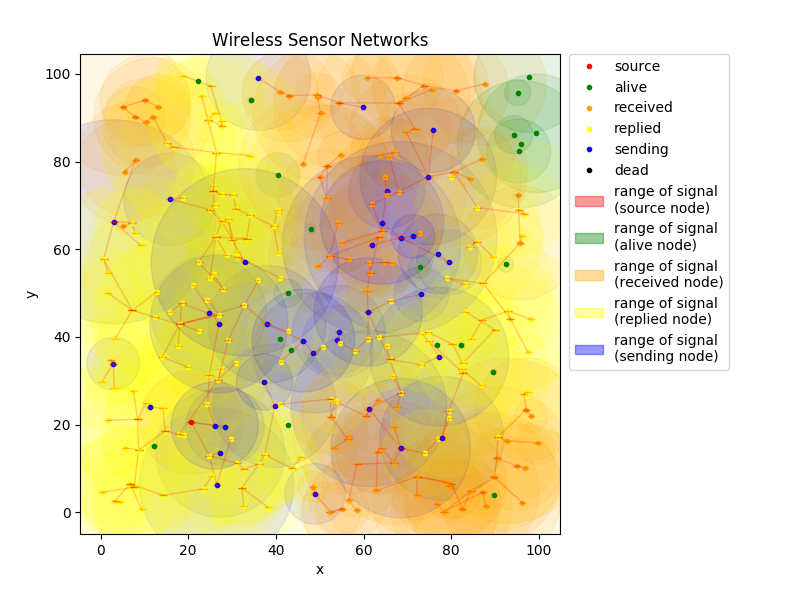 Wireless Sensor Networks
100
80
60
40
20
0
y
0 20 40 60 80 100
x
source
alive
received
replied
sending
dead
range of signal
(source node)
range of signal
(alive node)
range of signal
(received node)
range of signal
(replied node)
range of signal
(sending node)